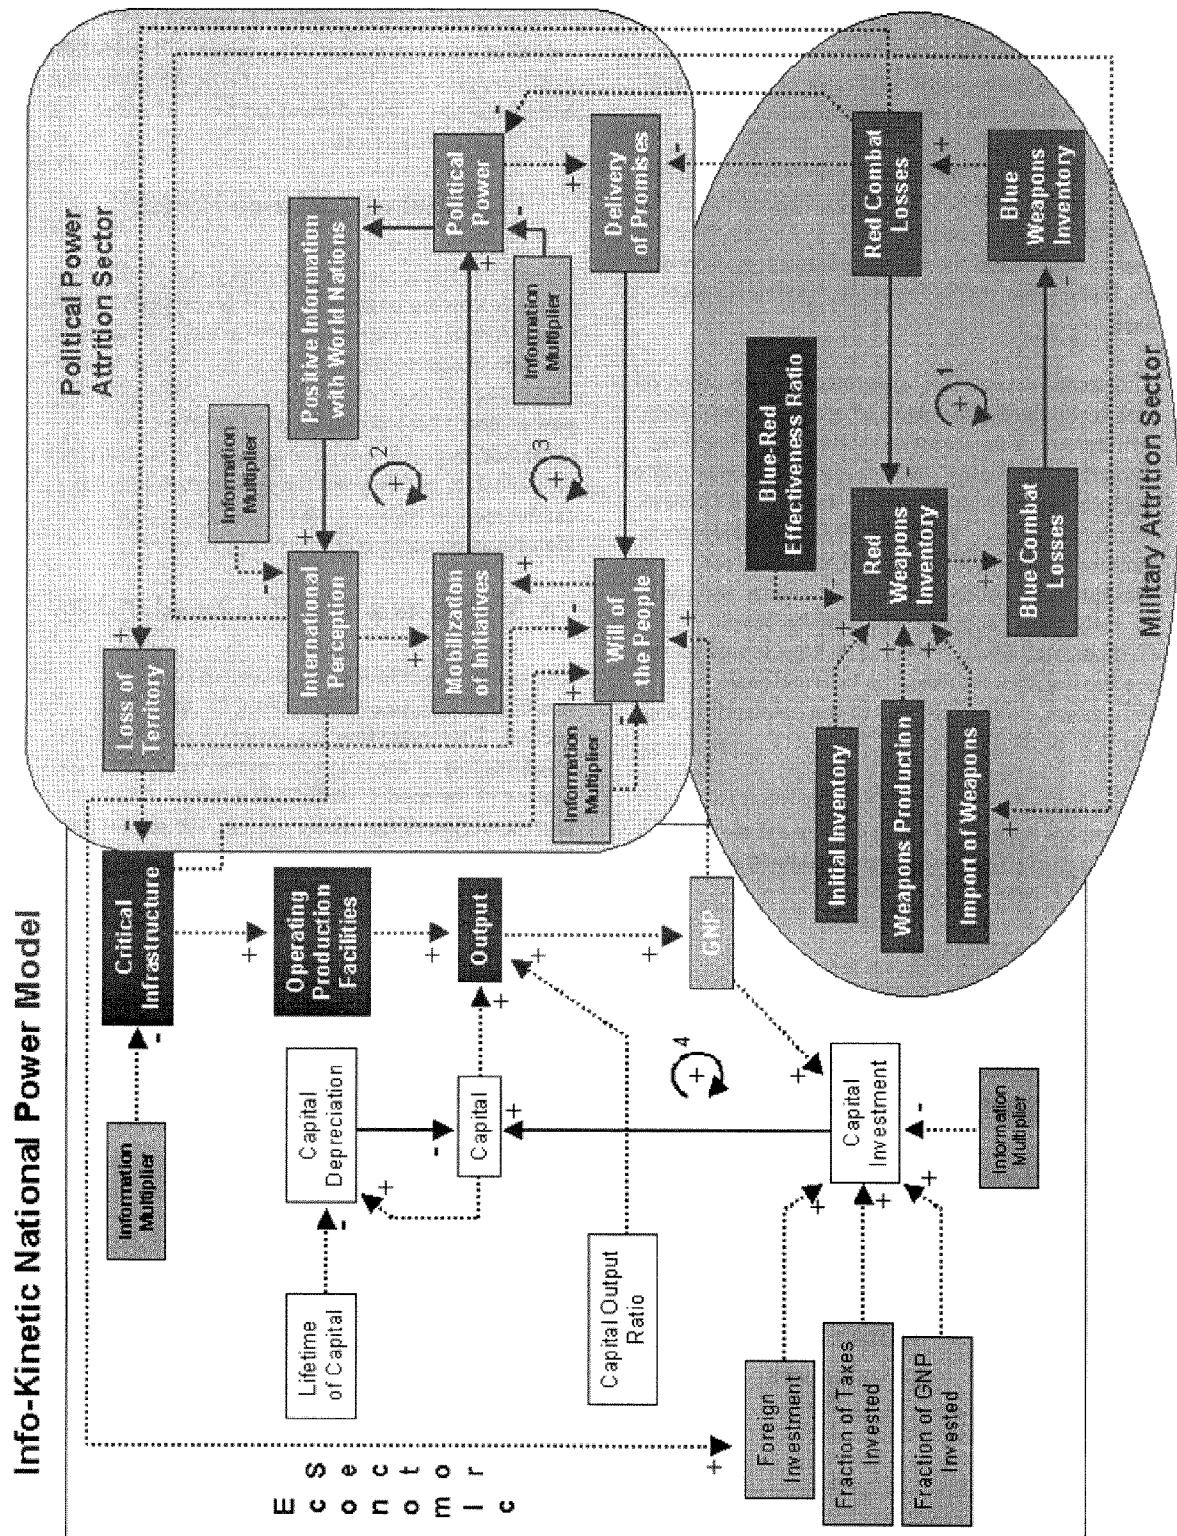 Info-Kinetic National Power Model
Political Power
Attrition Sector
Loss of
Territory
Critical
Infrastructure
Information
Multiplier
Information
Multiplier
International
Perception
Positive Information
with World Nations
Operating
Production
Facilities
Capital
Depreciation
Lifetime
of Capital
2
Mobilization
of Initiatives
Political
Power
Output
Capital
Information
Multiplier
3
Will of
the People
Delivery
of Promises
Information
Multiplier
Capital Output
Ratio
GNP
4
E S
c e
o c
n t
o o
m r
I
c
Foreign
Investment
Fraction of Taxes
Invested
Fraction of GNP
Invested
Capital
Investment
Information
Multiplier
Blue-Red
Effectiveness Ratio
Initial Inventory
Weapons Production
Import of Weapons
Red
Weapons
Inventory
Red Combat
Losses
1
Blue Combat
Losses
Blue
Weapons
Inventory
Military Attrition Sector